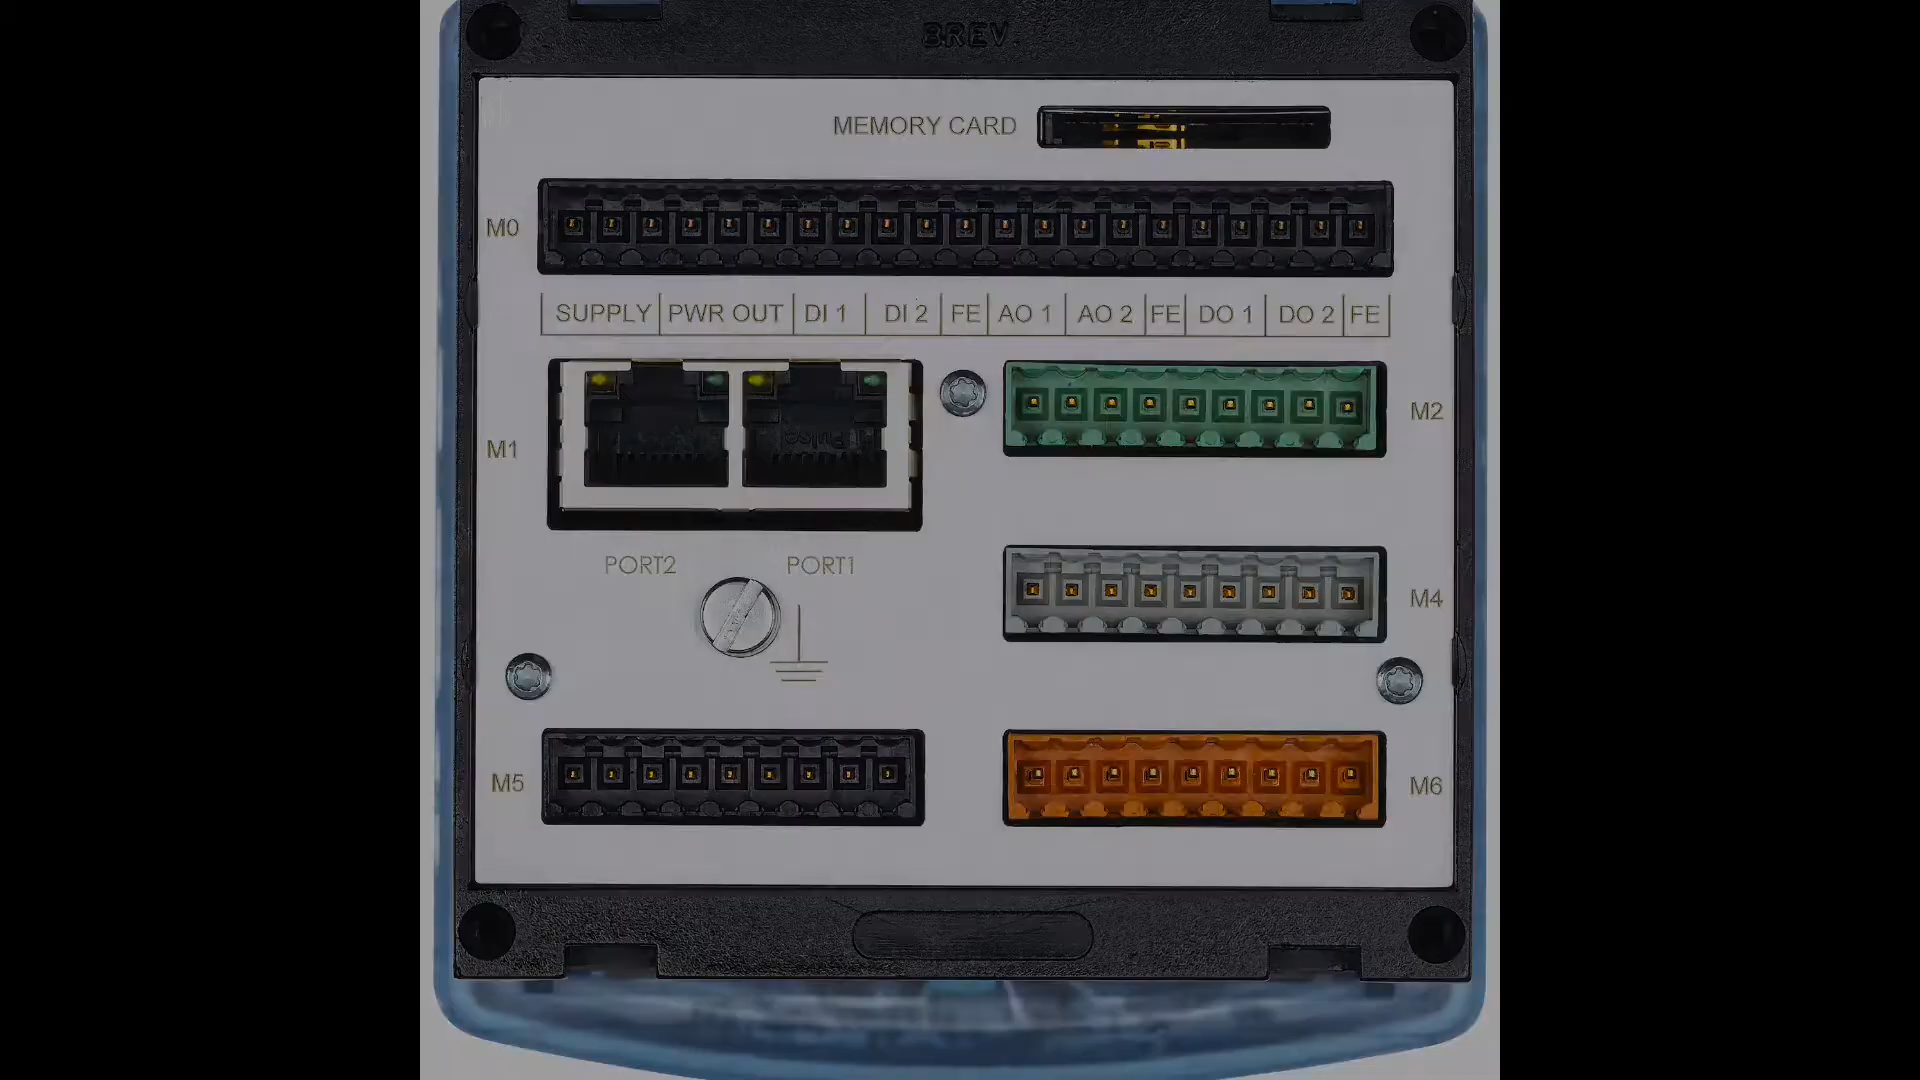 BREV.
MEMORY CARD
M0
SUPPLY PWR OUT DI 1 DI 2 FE AO 1 AO 2 FE DO 1 DO 2 FE
M1
Pulse
M2
PORT2 PORT1
M4
M5
M6